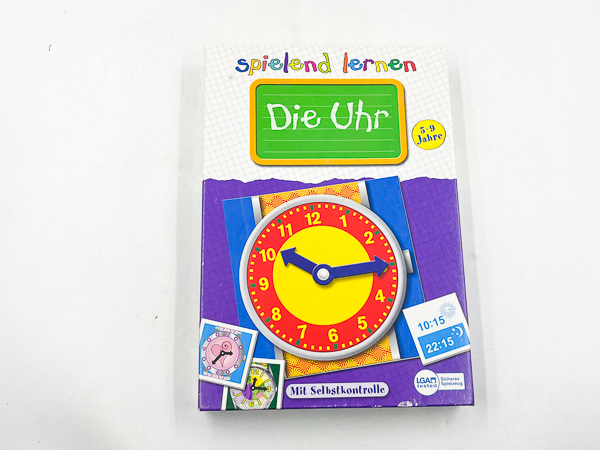 spielend lernen
Die Uhr
5-9
Jahre
12
11 1
10 2
9 3
8 4
7 5
6
10:15
22:15
LGA tested
Sicheres
Spielzeug
Mit Selbstkontrolle